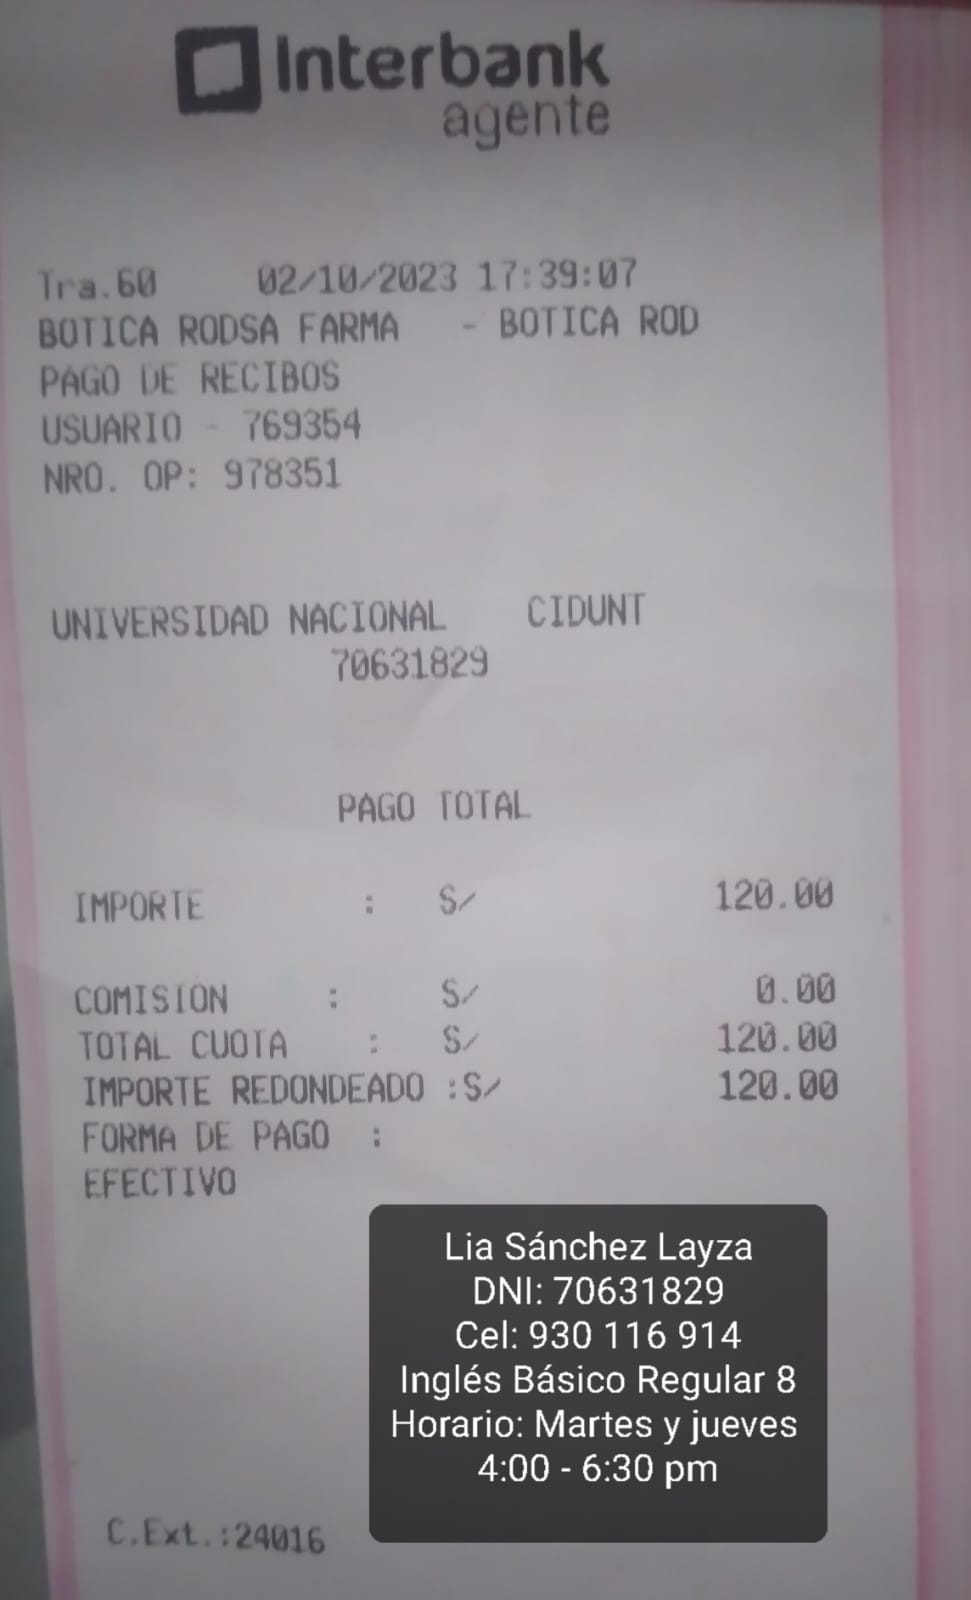 Interbank
agente
Tra.60 02/10/2023 17:39:07
BOTICA RODSA FARMA - BOTICA ROD
PAGO DE RECIBOS
USUARIO - 769354
NRO. OP: 978351
UNIVERSIDAD NACIONAL CIDUNT
70631829
PAGO TOTAL
IMPORTE : S/ 120.00
COMISION : S/ 0.00
TOTAL CUOTA : S/ 120.00
IMPORTE REDONDEADO :S/ 120.00
FORMA DE PAGO :
EFECTIVO
Lia Sánchez Layza
DNI: 70631829
Cel: 930 116 914
Inglés Básico Regular 8
Horario: Martes y jueves
4:00 - 6:30 pm
C.Ext.:24016